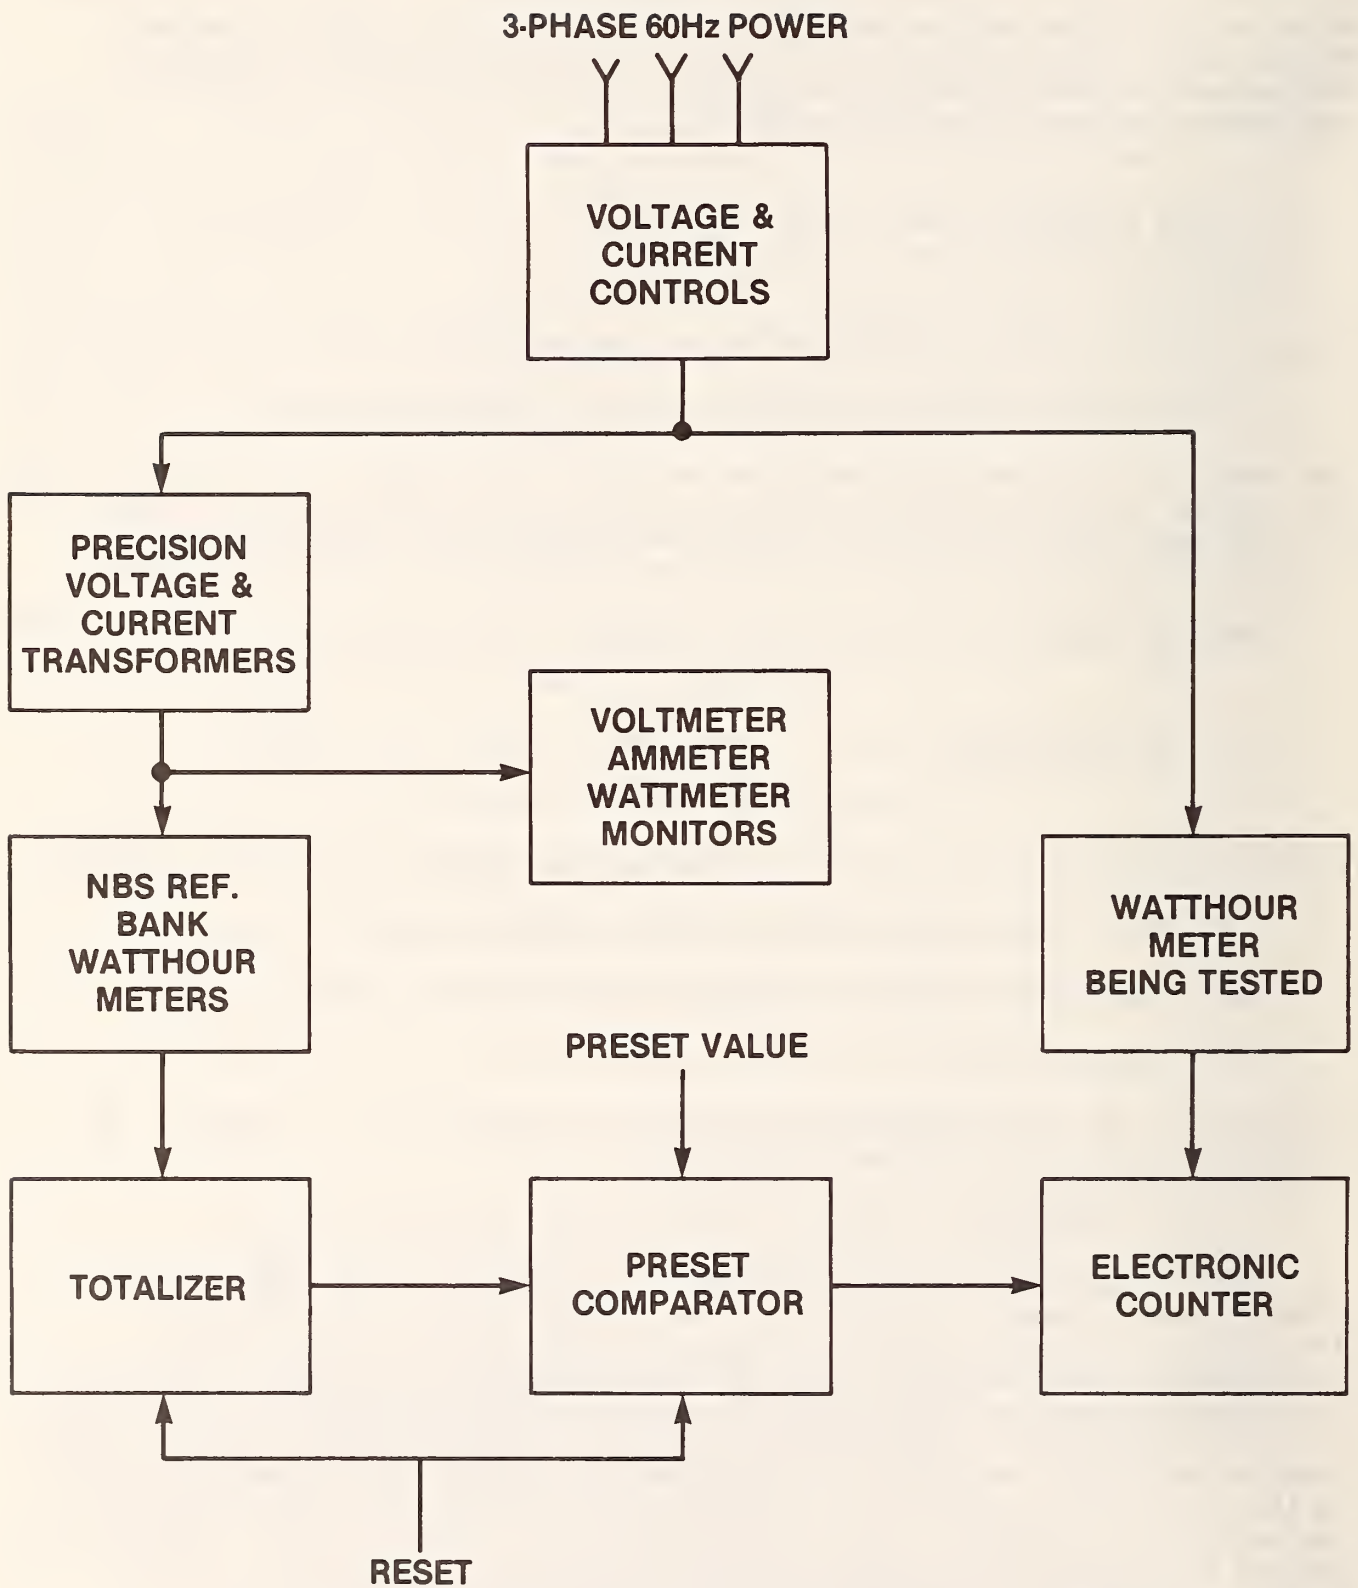 3-PHASE 60Hz POWER
VOLTAGE &
CURRENT
CONTROLS
PRECISION
VOLTAGE &
CURRENT
TRANSFORMERS
VOLTMETER
AMMETER
WATTMETER
MONITORS
NBS REF.
BANK
WATTHOUR
METERS
WATTHOUR
METER
BEING TESTED
PRESET VALUE
TOTALIZER
PRESET
COMPARATOR
ELECTRONIC
COUNTER
RESET